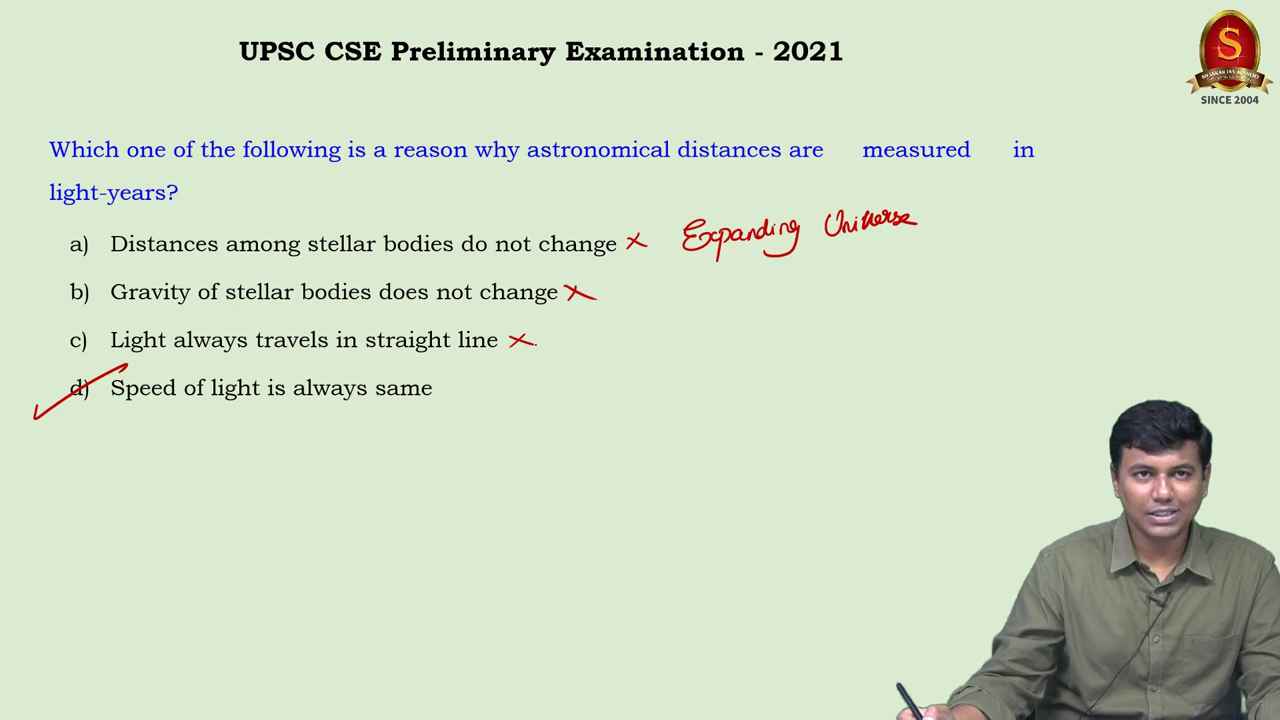 UPSC CSE Preliminary Examination - 2021
S
SINCE 2004
Which one of the following is a reason why astronomical distances are measured in
light-years?
a) Distances among stellar bodies do not change Expanding Universe
b) Gravity of stellar bodies does not change
c) Light always travels in straight line
d) Speed of light is always same